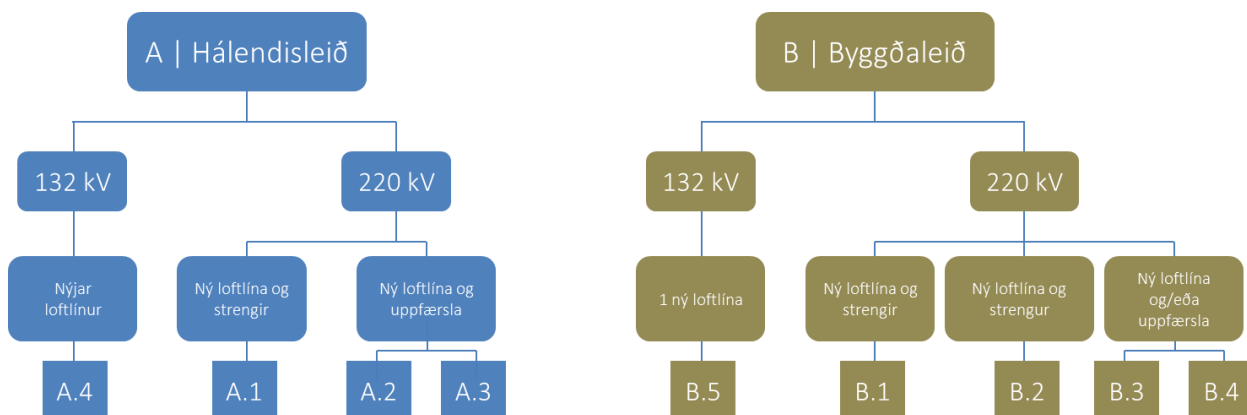 A | Hálendisleið
132 kV
220 kV
Nýjar
loftlínur
Ný loftlína og
strengir
Ný loftlína og
uppfærsla
A.4
A.1
A.2
A.3
B | Byggðaleið
132 kV
220 kV
1 ný loftlína
Ný loftlína og
strengir
Ný loftlína og
strengur
Ný loftlína
og/eða
uppfærsla
B.5
B.1
B.2
B.3
B.4